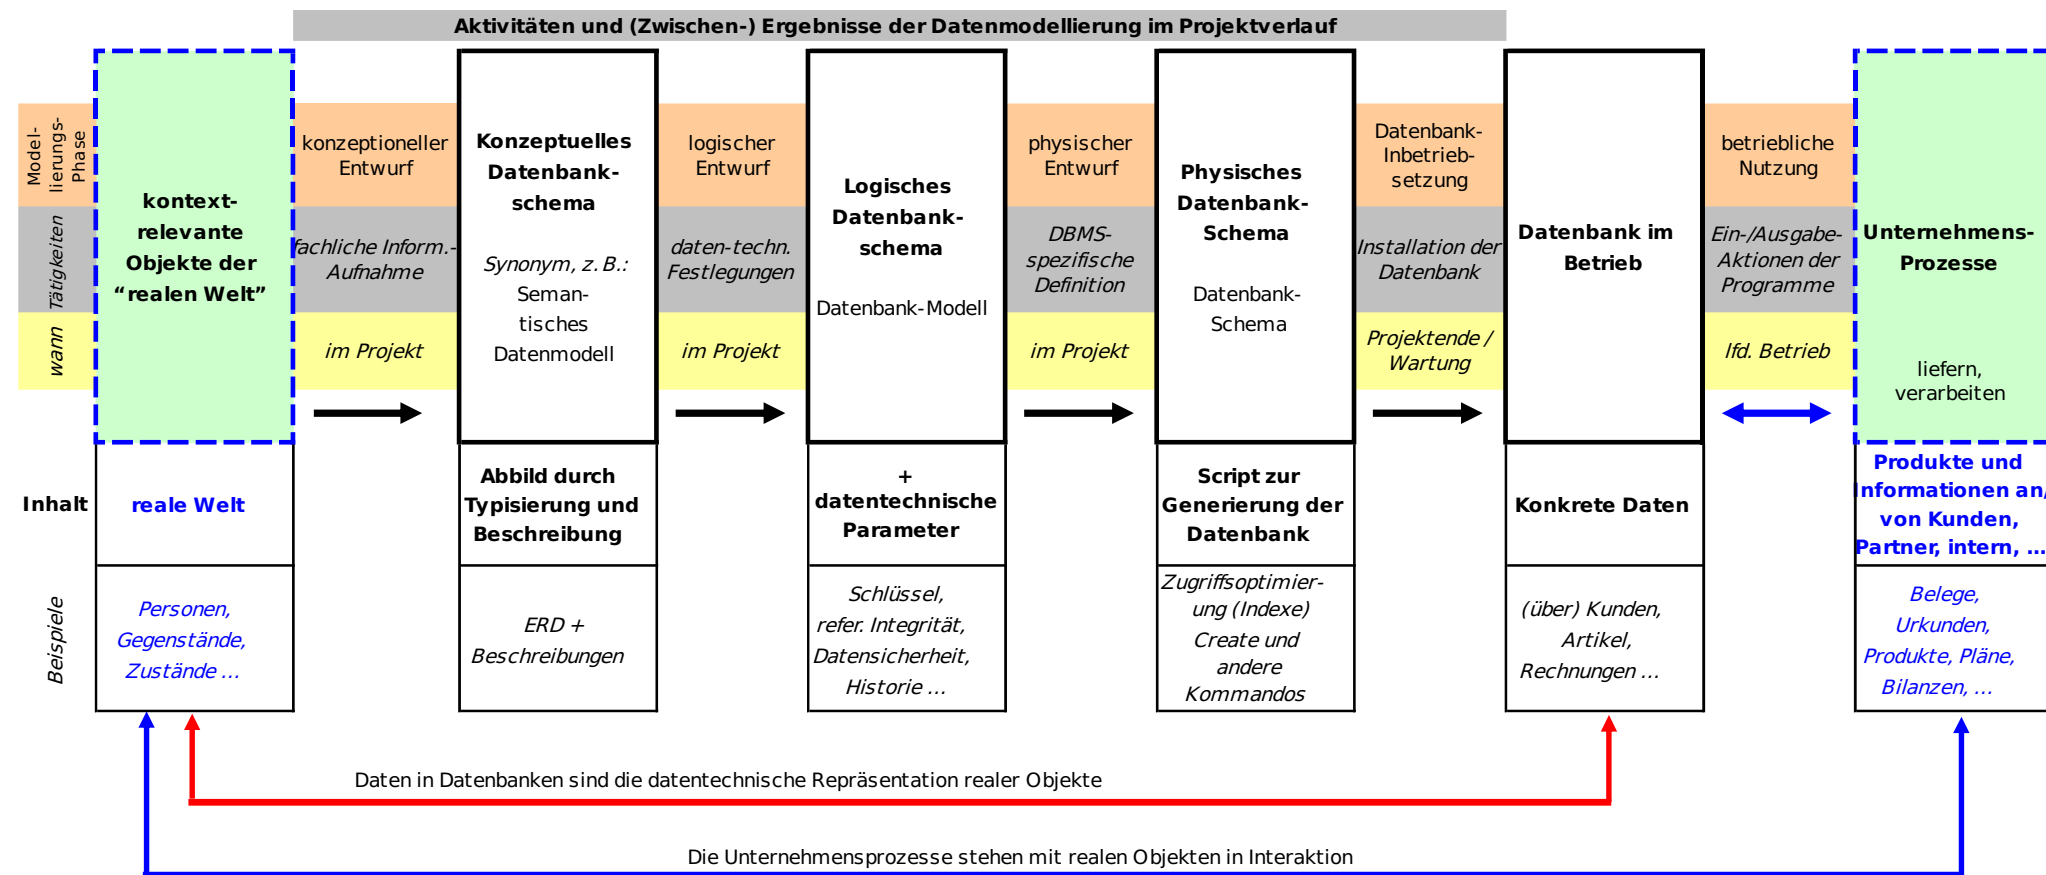 Aktivitäten und (Zwischen-) Ergebnisse der Datenmodellierung im Projektverlauf
Model-
lierungs-
Phase
Tätigkeiten
wann
kontext-
relevante
Objekte der
“realen Welt”
konzeptioneller
Entwurf
fachliche Inform.-
Aufnahme
im Projekt
Konzeptuelles
Datenbank-
schema
Synonym, z. B.:
Seman-
tisches
Datenmodell
logischer
Entwurf
daten-techn.
Festlegungen
im Projekt
Logisches
Datenbank-
schema
Datenbank-Modell
physischer
Entwurf
DBMS-
spezifische
Definition
im Projekt
Physisches
Datenbank-
Schema
Datenbank-
Schema
Datenbank-
Inbetrieb-
setzung
Installation der
Datenbank
Projektende /
Wartung
Datenbank im
Betrieb
betriebliche
Nutzung
Ein-/Ausgabe-
Aktionen der
Programme
lfd. Betrieb
Unternehmens-
Prozesse
liefern,
verarbeiten
Inhalt
reale Welt
Abbild durch
Typisierung und
Beschreibung
+
datentechnische
Parameter
Script zur
Generierung der
Datenbank
Konkrete Daten
Produkte und
Informationen an/
von Kunden,
Partner, intern, ...
Beispiele
Personen,
Gegenstände,
Zustände ...
ERD +
Beschreibungen
Schlüssel,
refer. Integrität,
Datensicherheit,
Historie ...
Zugriffsoptimier-
ung (Indexe)
Create und
andere
Kommandos
(über) Kunden,
Artikel,
Rechnungen ...
Belege,
Urkunden,
Produkte, Pläne,
Bilanzen, ...
Daten in Datenbanken sind die datentechnische Repräsentation realer Objekte
Die Unternehmensprozesse stehen mit realen Objekten in Interaktion